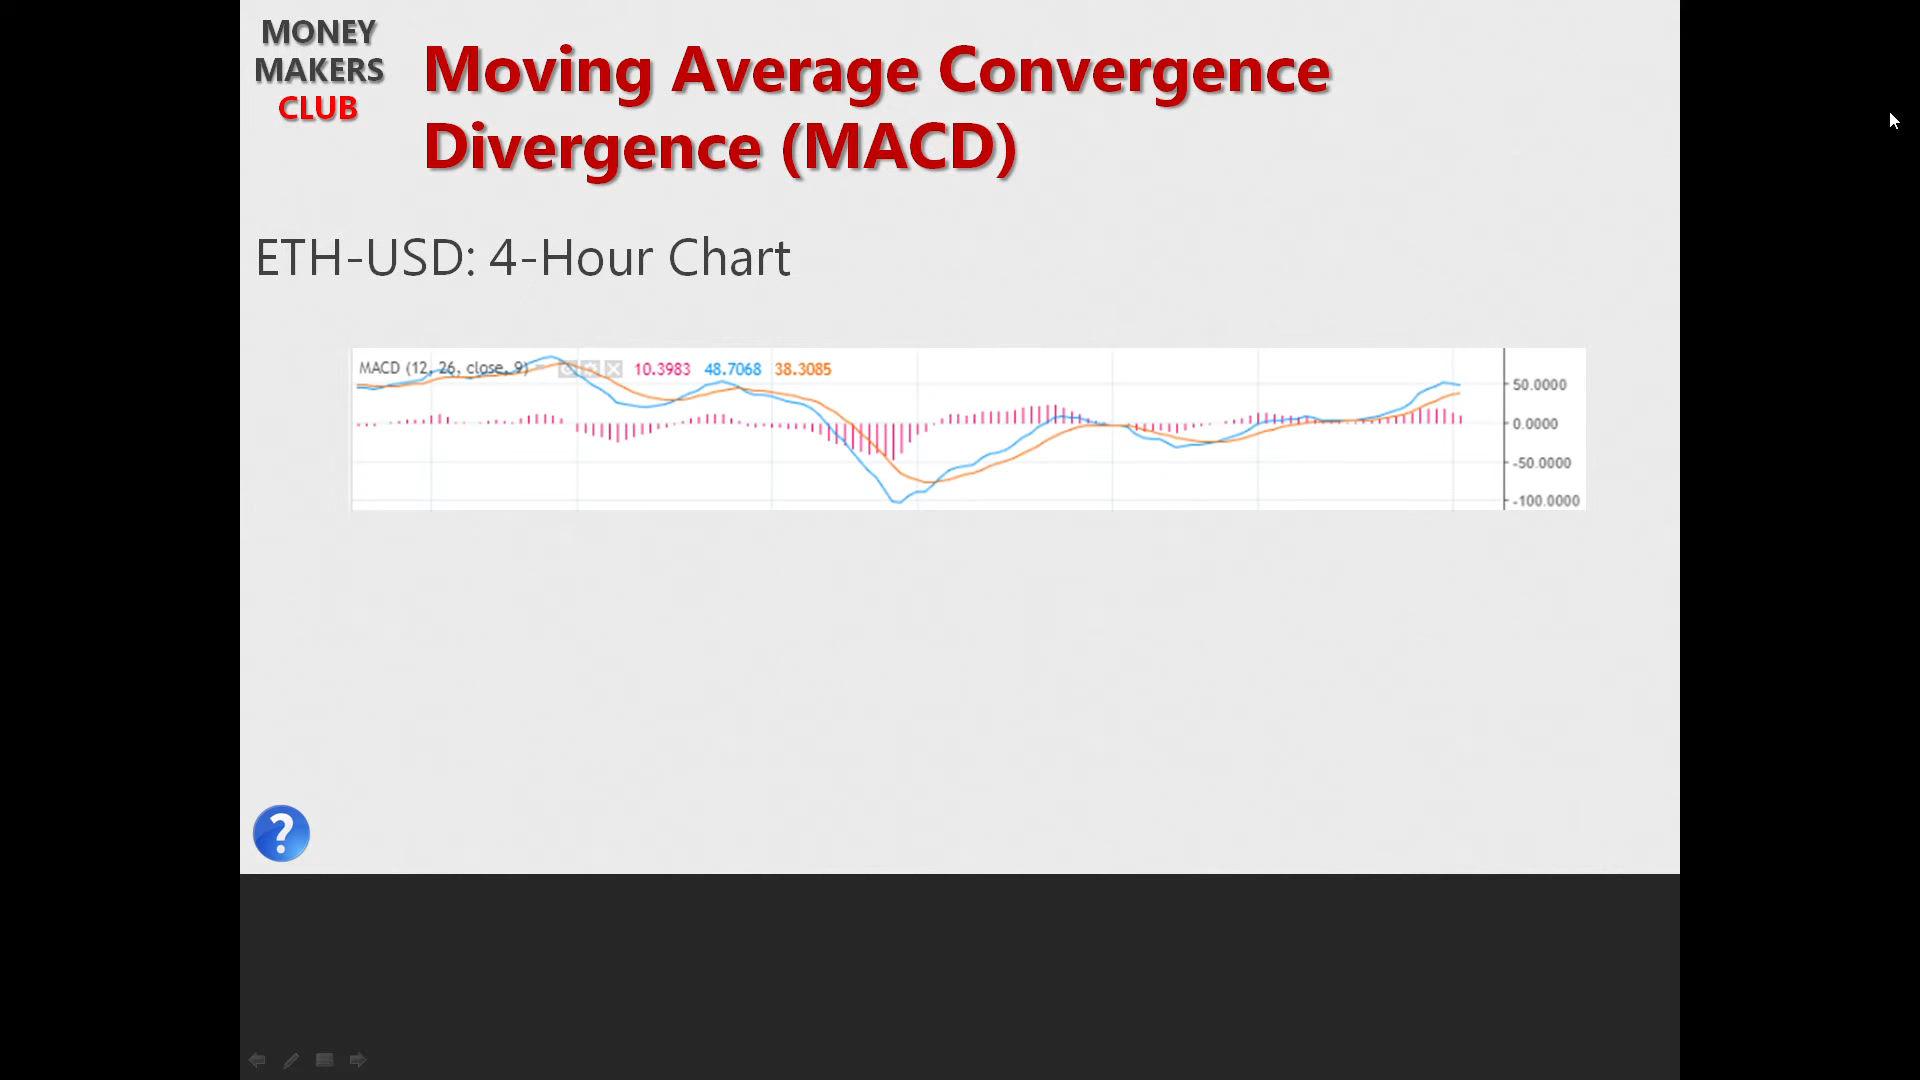 MONEY
MAKERS
CLUB
Moving Average Convergence
Divergence (MACD)
ETH-USD: 4-Hour Chart
MACD (12, 26, close, 9) 10.3983 48.7068 38.3085
50.0000
0.0000
-50.0000
-100.0000
?